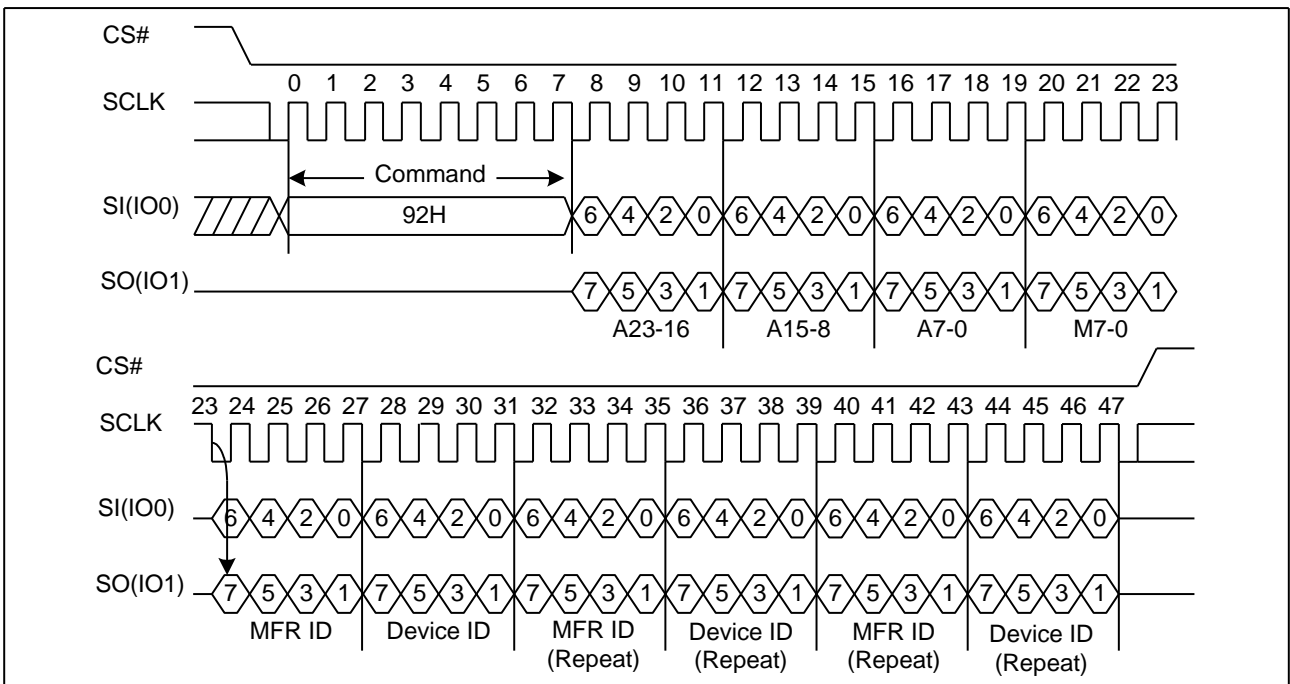 CS#
0 1 2 3 4 5 6 7 8 9 10 11 12 13 14 15 16 17 18 19 20 21 22 23
SCLK
Command
SI(IO0) 92H 6 4 2 0 6 4 2 0 6 4 2 0 6 4 2 0
SO(IO1) 7 5 3 1 7 5 3 1 7 5 3 1 7 5 3 1
A23-16 A15-8 A7-0 M7-0
CS#
23 24 25 26 27 28 29 30 31 32 33 34 35 36 37 38 39 40 41 42 43 44 45 46 47
SCLK
SI(IO0) 6 4 2 0 6 4 2 0 6 4 2 0 6 4 2 0 6 4 2 0 6 4 2 0
SO(IO1) 7 5 3 1 7 5 3 1 7 5 3 1 7 5 3 1 7 5 3 1 7 5 3 1
MFR ID Device ID MFR ID Device ID MFR ID Device ID
(Repeat) (Repeat) (Repeat) (Repeat)